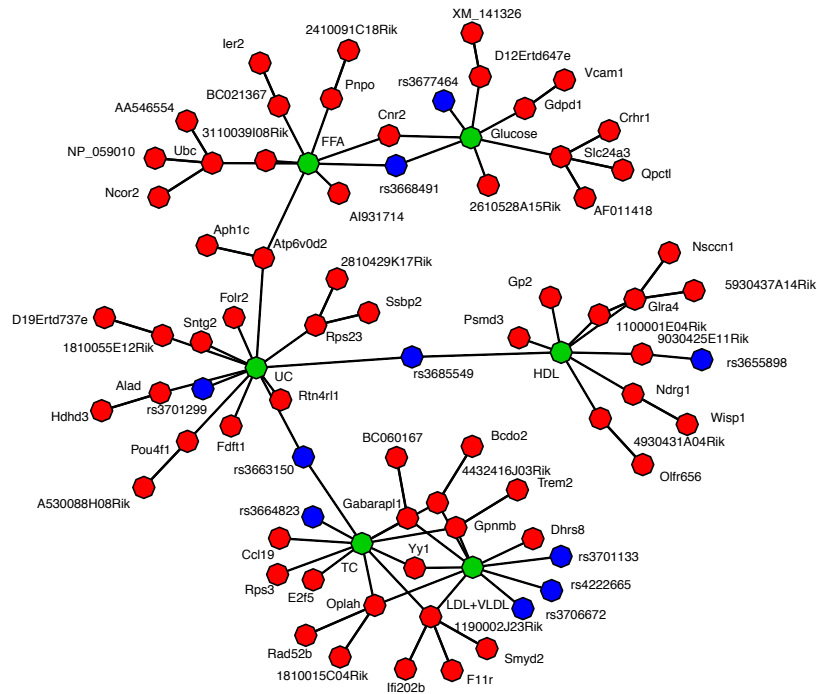 XM_141326
2410091C18Rik
Ier2
D12Ertd647e
rs3677464
Vcam1
Pnpo
BC021367
Gdpd1
AA546554
Cnr2
Crhr1
3110039I08Rik
FFA
Glucose
NP_059010
Ubc
Slc24a3
Qpctl
rs3668491
Ncor2
2610528A15Rik
AF011418
AI931714
Aph1c
Atp6v0d2
Nsccn1
2810429K17Rik
Gp2
5930437A14Rik
Folr2
Ssbp2
Glra4
D19Ertd737e
Sntg2
Psmd3
1100001E04Rik
Rps23
9030425E11Rik
1810055E12Rik
rs3655898
UC
rs3685549
HDL
Alad
Rtn4rl1
Ndrg1
Hdhd3
rs3701299
Wisp1
BC060167
Bcdo2
4930431A04Rik
Pou4f1
Fdft1
rs3663150
4432416J03Rik
Olfr656
Trem2
A530088H08Rik
Gabarapl1
rs3664823
Gpnmb
Dhrs8
Ccl19
Yy1
rs3701133
TC
Rps3
E2f5
rs4222665
Oplah
LDL+VLDL
rs3706672
1190002J23Rik
Rad52b
Smyd2
1810015C04Rik
F11r
Ifi202b